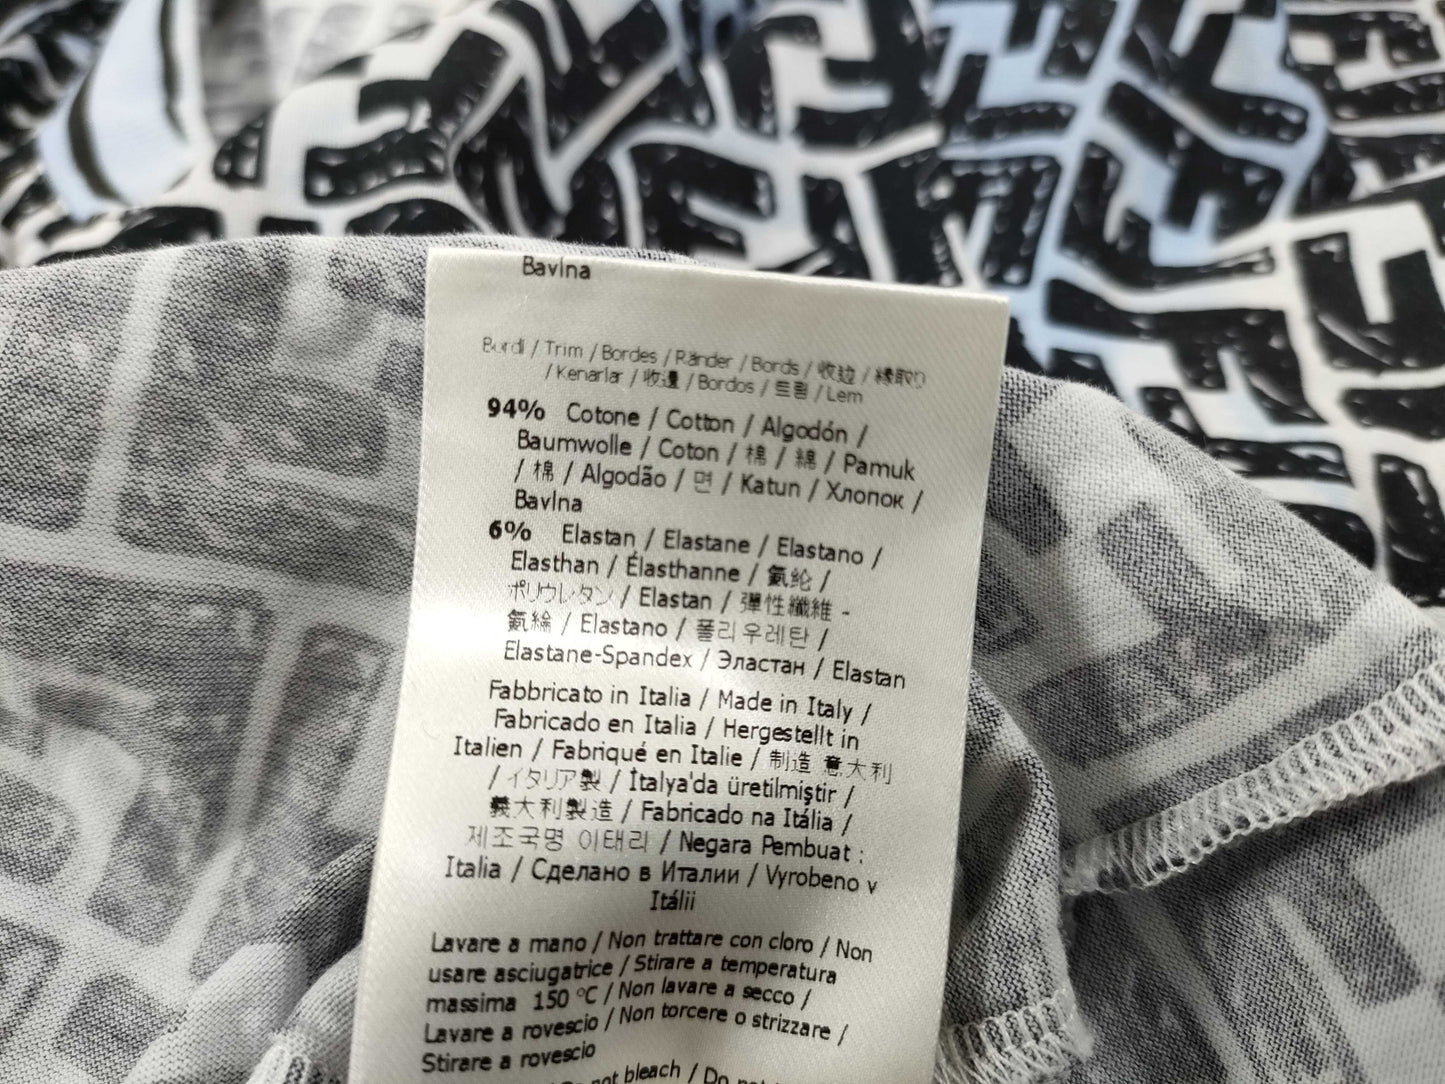 Bavlna
Bordi / Trim / Bordes / Ränder / Bords / 收边 / 縁取り
/ Kenarlar / 收邊 / Bordos / 트림 / Lem
94% Cotone / Cotton / Algodón /
Baumwolle / Coton / 棉 / 綿 / Pamuk
/ 棉 / Algodão / 면 / Katun / Хлопок /
Bavlna
6% Elastan / Elastane / Elastano /
Elasthan / Élasthanne / 氨纶 /
ポリウレタン / Elastan / 彈性纖維 -
氨綸 / Elastano / 폴리우레탄 /
Elastane-Spandex / Эластан / Elastan
Fabbricato in Italia / Made in Italy /
Fabricado en Italia / Hergestellt in
Italien / Fabriqué en Italie / 制造 意大利
/ イタリア製 / İtalya'da üretilmiştir /
義大利製造 / Fabricado na Itália /
제조국명 이태리 / Negara Pembuat :
Italia / Сделано в Италии / Vyrobeno v
Itálii
Lavare a mano / Non trattare con cloro / Non
usare asciugatrice / Stirare a temperatura
massima 150 °C / Non lavare a secco /
Lavare a rovescio / Non torcere o strizzare /
Stirare a rovescio
not bleach / Do